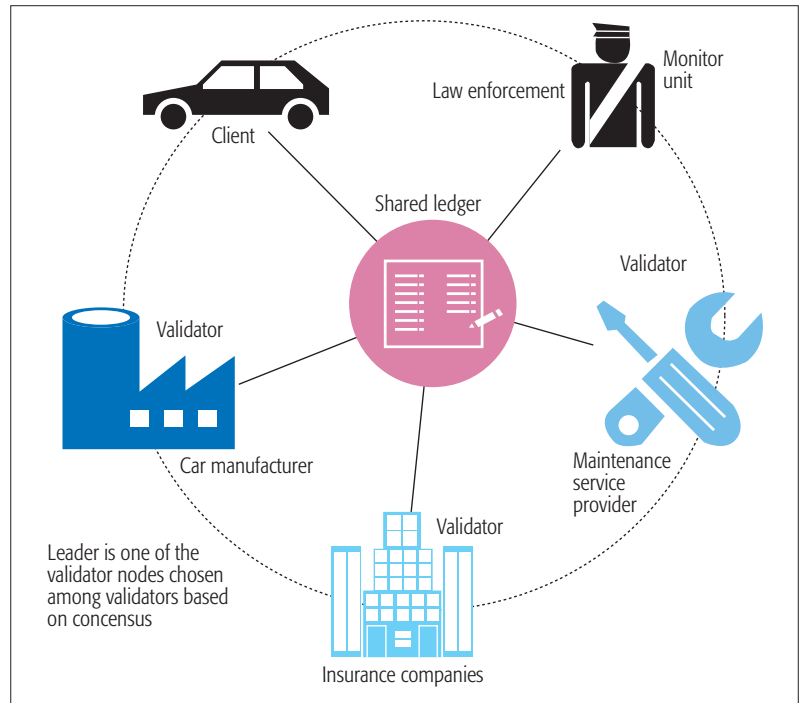 Client
Law enforcement
Monitor
unit
Shared ledger
Validator
Validator
Car manufacturer
Maintenance
service
provider
Validator
Leader is one of the
validator nodes chosen
among validators based
on concensus
Insurance companies